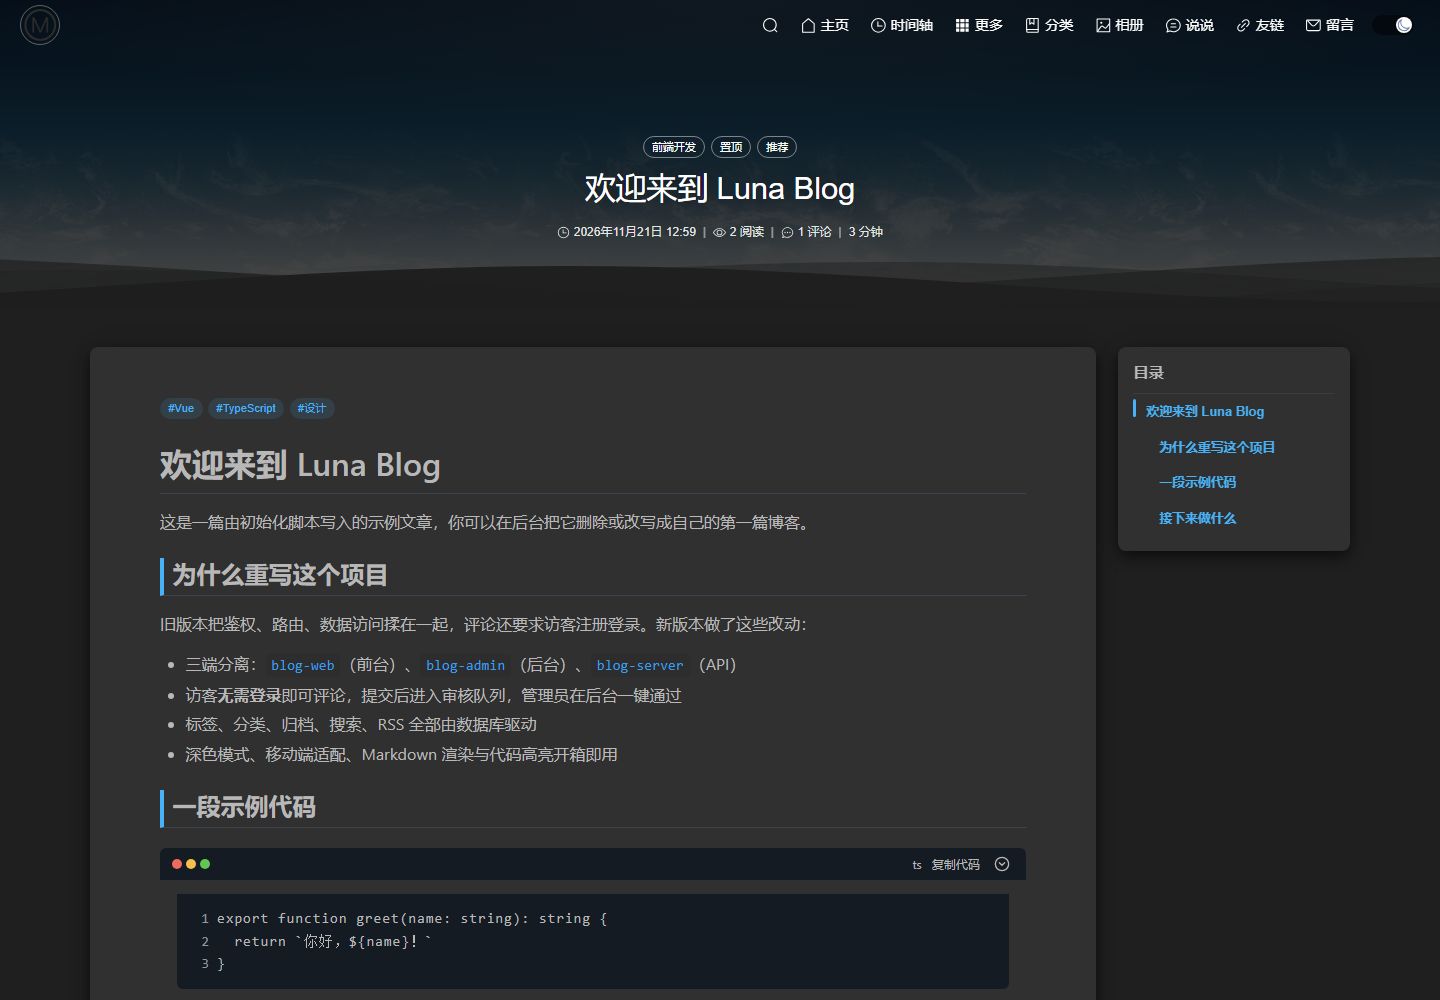 M
主页 时间轴 更多 分类 相册 说说 友链 留言
前端开发 置顶 推荐
欢迎来到 Luna Blog
2026年11月21日 12:59 | 2 阅读 | 1 评论 | 3 分钟
#Vue #TypeScript #设计
欢迎来到 Luna Blog
这是一篇由初始化脚本写入的示例文章，你可以在后台把它删除或改写成自己的第一篇博客。
为什么重写这个项目
旧版本把鉴权、路由、数据访问揉在一起，评论还要求访客注册登录。新版本做了这些改动：
• 三端分离： blog-web （前台）、 blog-admin （后台）、 blog-server （API）
• 访客无需登录即可评论，提交后进入审核队列，管理员在后台一键通过
• 标签、分类、归档、搜索、RSS 全部由数据库驱动
• 深色模式、移动端适配、Markdown 渲染与代码高亮开箱即用
一段示例代码
ts 复制代码
1 export function greet(name: string): string {
2   return `你好，${name}！`
3 }
目录
欢迎来到 Luna Blog
为什么重写这个项目
一段示例代码
接下来做什么